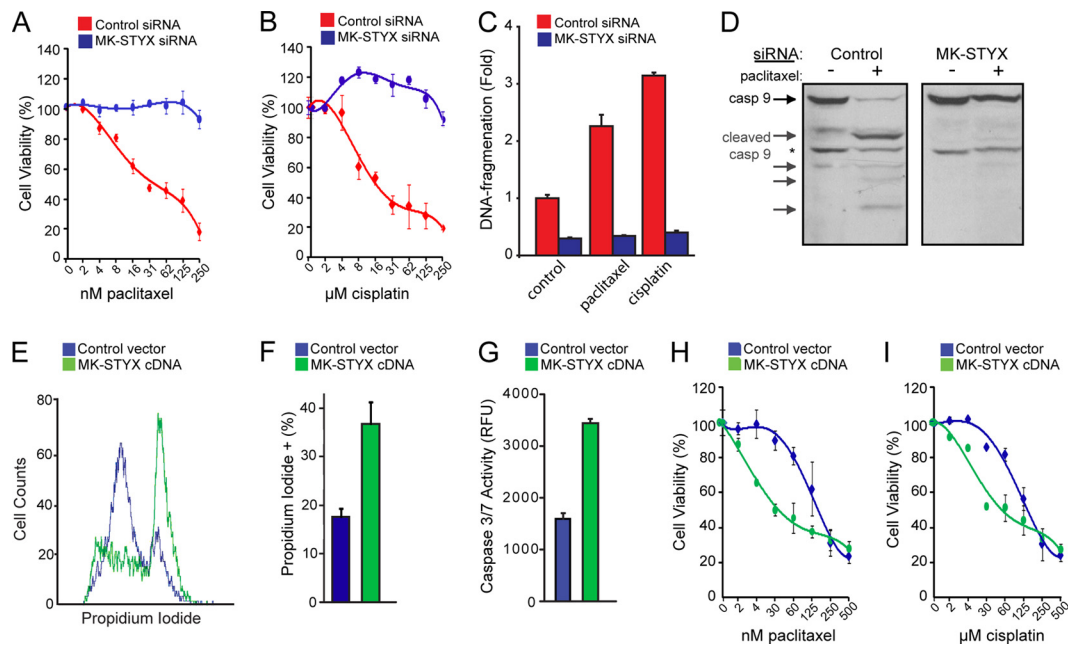 A
Control siRNA
MK-STYX siRNA
Cell Viability (%)
120
100
80
60
40
20
0
0 2 4 8 16 31 62 125 250
nM paclitaxel
B
Control siRNA
MK-STYX siRNA
Cell Viability (%)
140
120
100
80
60
40
20
0
0 2 4 8 16 31 62 125 250
µM cisplatin
C
Control siRNA
MK-STYX siRNA
DNA-fragmenation (Fold)
4
3
2
1
0
control paclitaxel cisplatin
D
siRNA: Control MK-STYX
paclitaxel: - + - +
casp 9
cleaved
casp 9
*
E
Control vector
MK-STYX cDNA
Cell Counts
80
60
40
20
0
Propidium Iodide
F
Control vector
MK-STYX cDNA
Propidium Iodide + (%)
40
20
0
G
Control vector
MK-STYX cDNA
Caspase 3/7 Activity (RFU)
4000
3000
2000
1000
0
H
Control vector
MK-STYX cDNA
Cell Viability (%)
120
100
80
60
40
20
0
0 2 4 30 60 125 250 500
nM paclitaxel
I
Control vector
MK-STYX cDNA
Cell Viability (%)
120
100
80
60
40
20
0
0 2 4 30 60 125 250 500
µM cisplatin